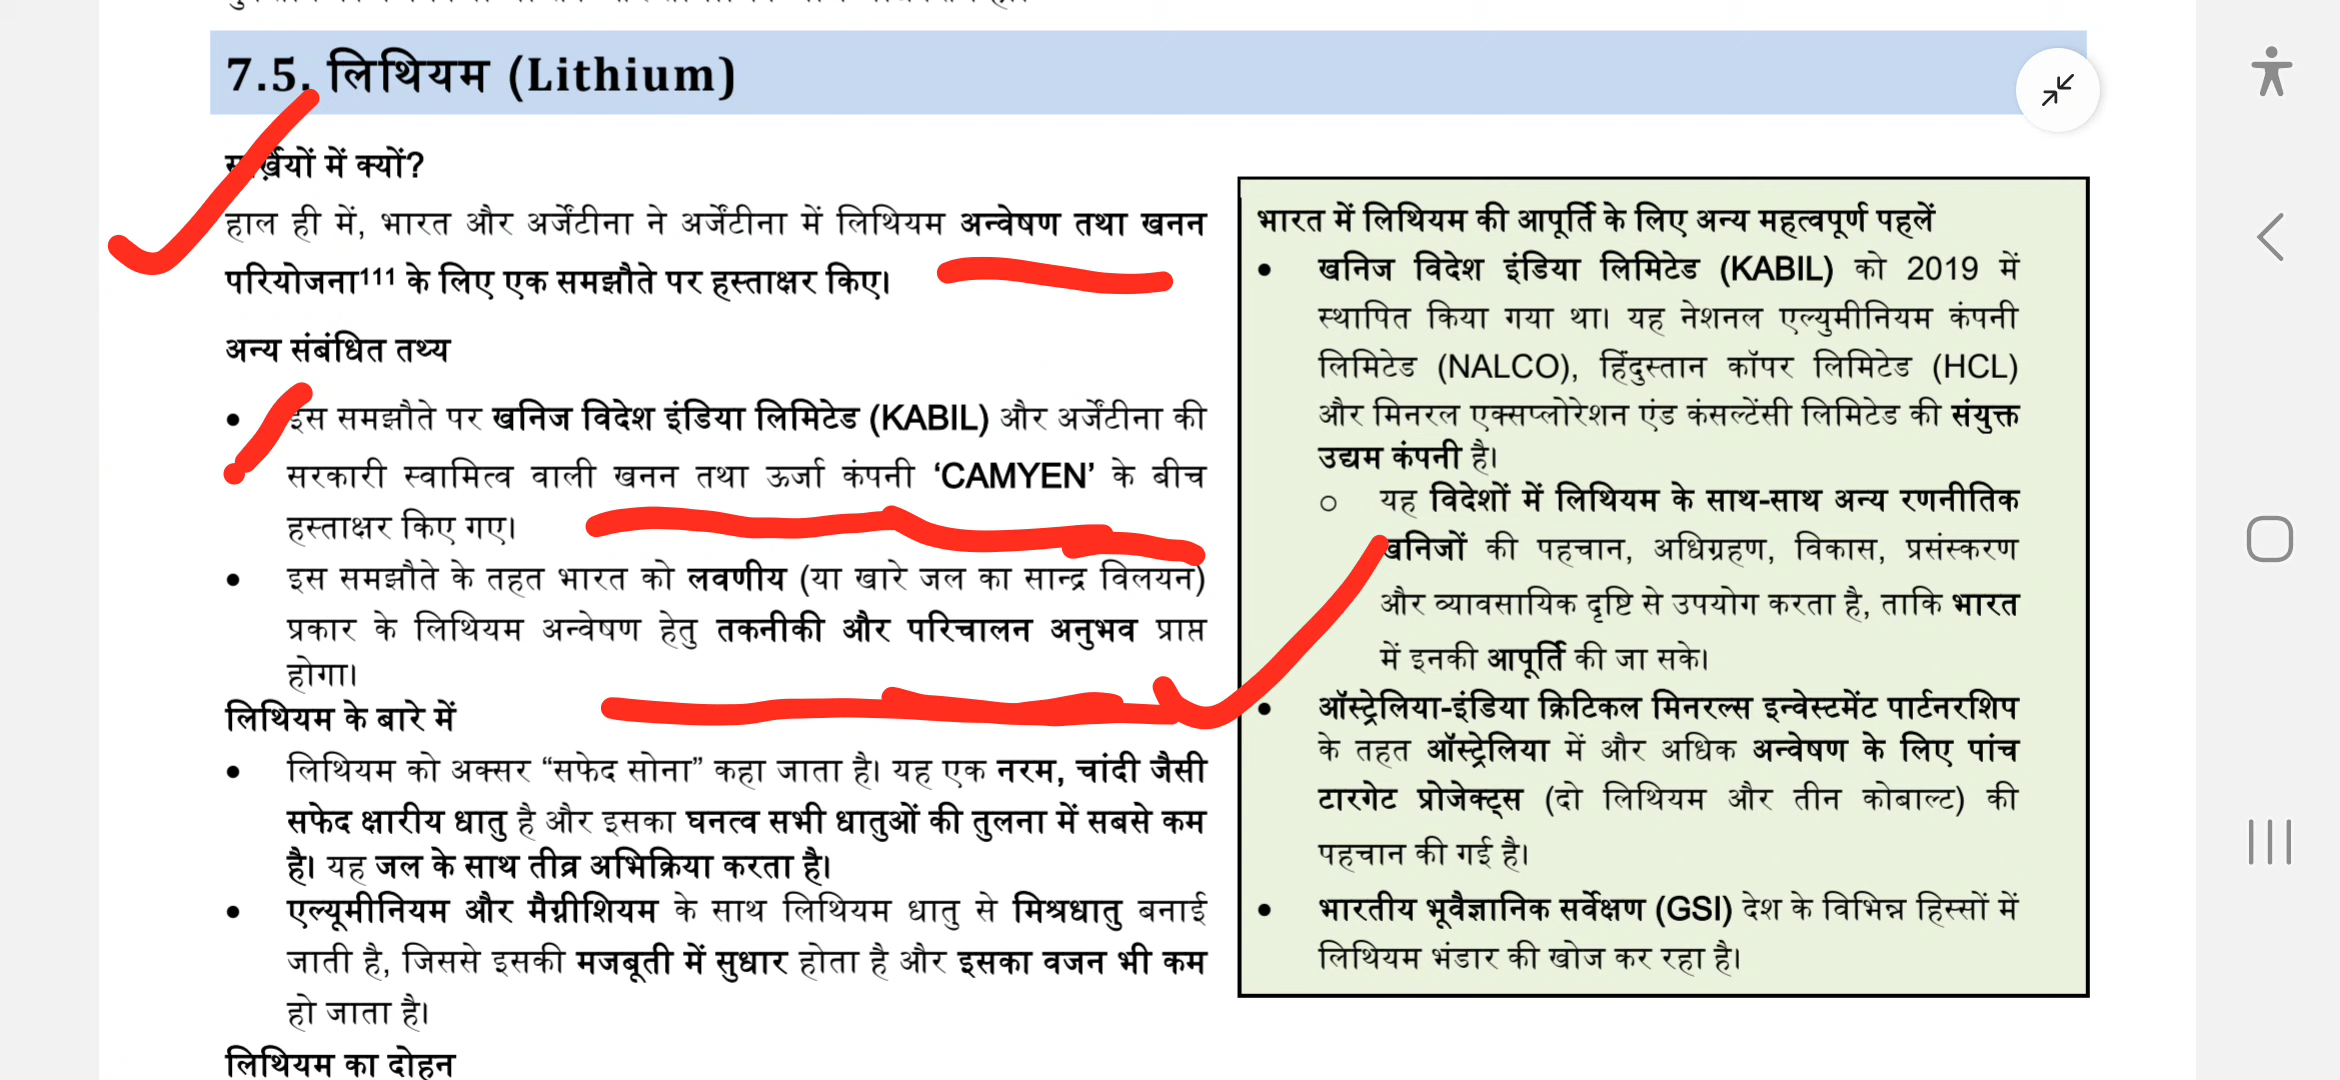 7.5. लिथियम (Lithium)
सुर्ख़ियों में क्यों?
हाल ही में, भारत और अर्जेंटीना ने अर्जेंटीना में लिथियम अन्वेषण तथा खनन
परियोजना¹¹¹ के लिए एक समझौते पर हस्ताक्षर किए।
अन्य संबंधित तथ्य
● इस समझौते पर खनिज विदेश इंडिया लिमिटेड (KABIL) और अर्जेंटीना की
सरकारी स्वामित्व वाली खनन तथा ऊर्जा कंपनी ‘CAMYEN’ के बीच
हस्ताक्षर किए गए।
● इस समझौते के तहत भारत को लवणीय (या खारे जल का सान्द्र विलयन)
प्रकार के लिथियम अन्वेषण हेतु तकनीकी और परिचालन अनुभव प्राप्त
होगा।
लिथियम के बारे में
● लिथियम को अक्सर “सफेद सोना” कहा जाता है। यह एक नरम, चांदी जैसी
सफेद क्षारीय धातु है और इसका घनत्व सभी धातुओं की तुलना में सबसे कम
है। यह जल के साथ तीव्र अभिक्रिया करता है।
● एल्यूमीनियम और मैग्नीशियम के साथ लिथियम धातु से मिश्रधातु बनाई
जाती है, जिससे इसकी मजबूती में सुधार होता है और इसका वजन भी कम
हो जाता है।
लिथियम का दोहन
भारत में लिथियम की आपूर्ति के लिए अन्य महत्वपूर्ण पहलें
● खनिज विदेश इंडिया लिमिटेड (KABIL) को 2019 में
स्थापित किया गया था। यह नेशनल एल्युमीनियम कंपनी
लिमिटेड (NALCO), हिंदुस्तान कॉपर लिमिटेड (HCL)
और मिनरल एक्सप्लोरेशन एंड कंसल्टेंसी लिमिटेड की संयुक्त
उद्यम कंपनी है।
○ यह विदेशों में लिथियम के साथ-साथ अन्य रणनीतिक
खनिजों की पहचान, अधिग्रहण, विकास, प्रसंस्करण
और व्यावसायिक दृष्टि से उपयोग करता है, ताकि भारत
में इनकी आपूर्ति की जा सके।
● ऑस्ट्रेलिया-इंडिया क्रिटिकल मिनरल्स इन्वेस्टमेंट पार्टनरशिप
के तहत ऑस्ट्रेलिया में और अधिक अन्वेषण के लिए पांच
टारगेट प्रोजेक्ट्स (दो लिथियम और तीन कोबाल्ट) की
पहचान की गई है।
● भारतीय भूवैज्ञानिक सर्वेक्षण (GSI) देश के विभिन्न हिस्सों में
लिथियम भंडार की खोज कर रहा है।